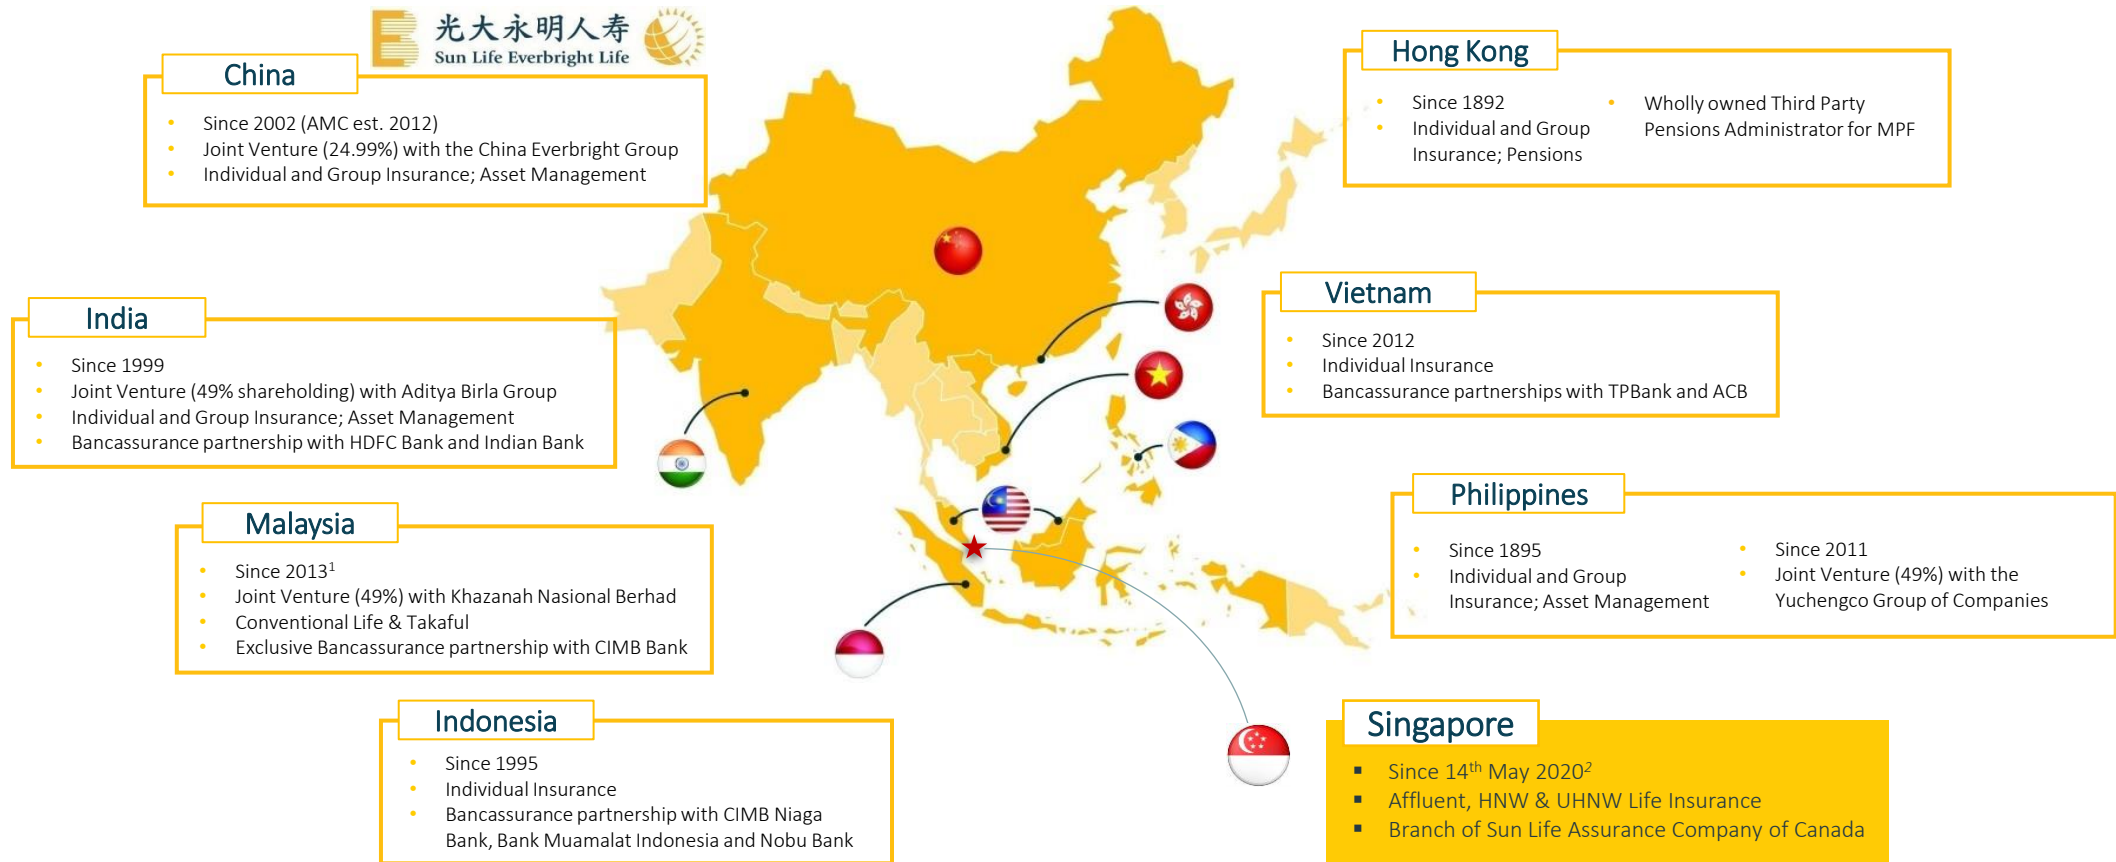 光大永明人寿
Sun Life Everbright Life
China
• Since 2002 (AMC est. 2012)
• Joint Venture (24.99%) with the China Everbright Group
• Individual and Group Insurance; Asset Management
Hong Kong
• Since 1892
• Individual and Group
Insurance; Pensions
• Wholly owned Third Party
Pensions Administrator for MPF
India
• Since 1999
• Joint Venture (49% shareholding) with Aditya Birla Group
• Individual and Group Insurance; Asset Management
• Bancassurance partnership with HDFC Bank and Indian Bank
Vietnam
• Since 2012
• Individual Insurance
• Bancassurance partnerships with TPBank and ACB
Malaysia
• Since 2013¹
• Joint Venture (49%) with Khazanah Nasional Berhad
• Conventional Life & Takaful
• Exclusive Bancassurance partnership with CIMB Bank
Philippines
• Since 1895
• Individual and Group
Insurance; Asset Management
• Since 2011
• Joint Venture (49%) with the
Yuchengco Group of Companies
Indonesia
• Since 1995
• Individual Insurance
• Bancassurance partnership with CIMB Niaga
Bank, Bank Muamalat Indonesia and Nobu Bank
Singapore
▪ Since 14th May 2020²
▪ Affluent, HNW & UHNW Life Insurance
▪ Branch of Sun Life Assurance Company of Canada